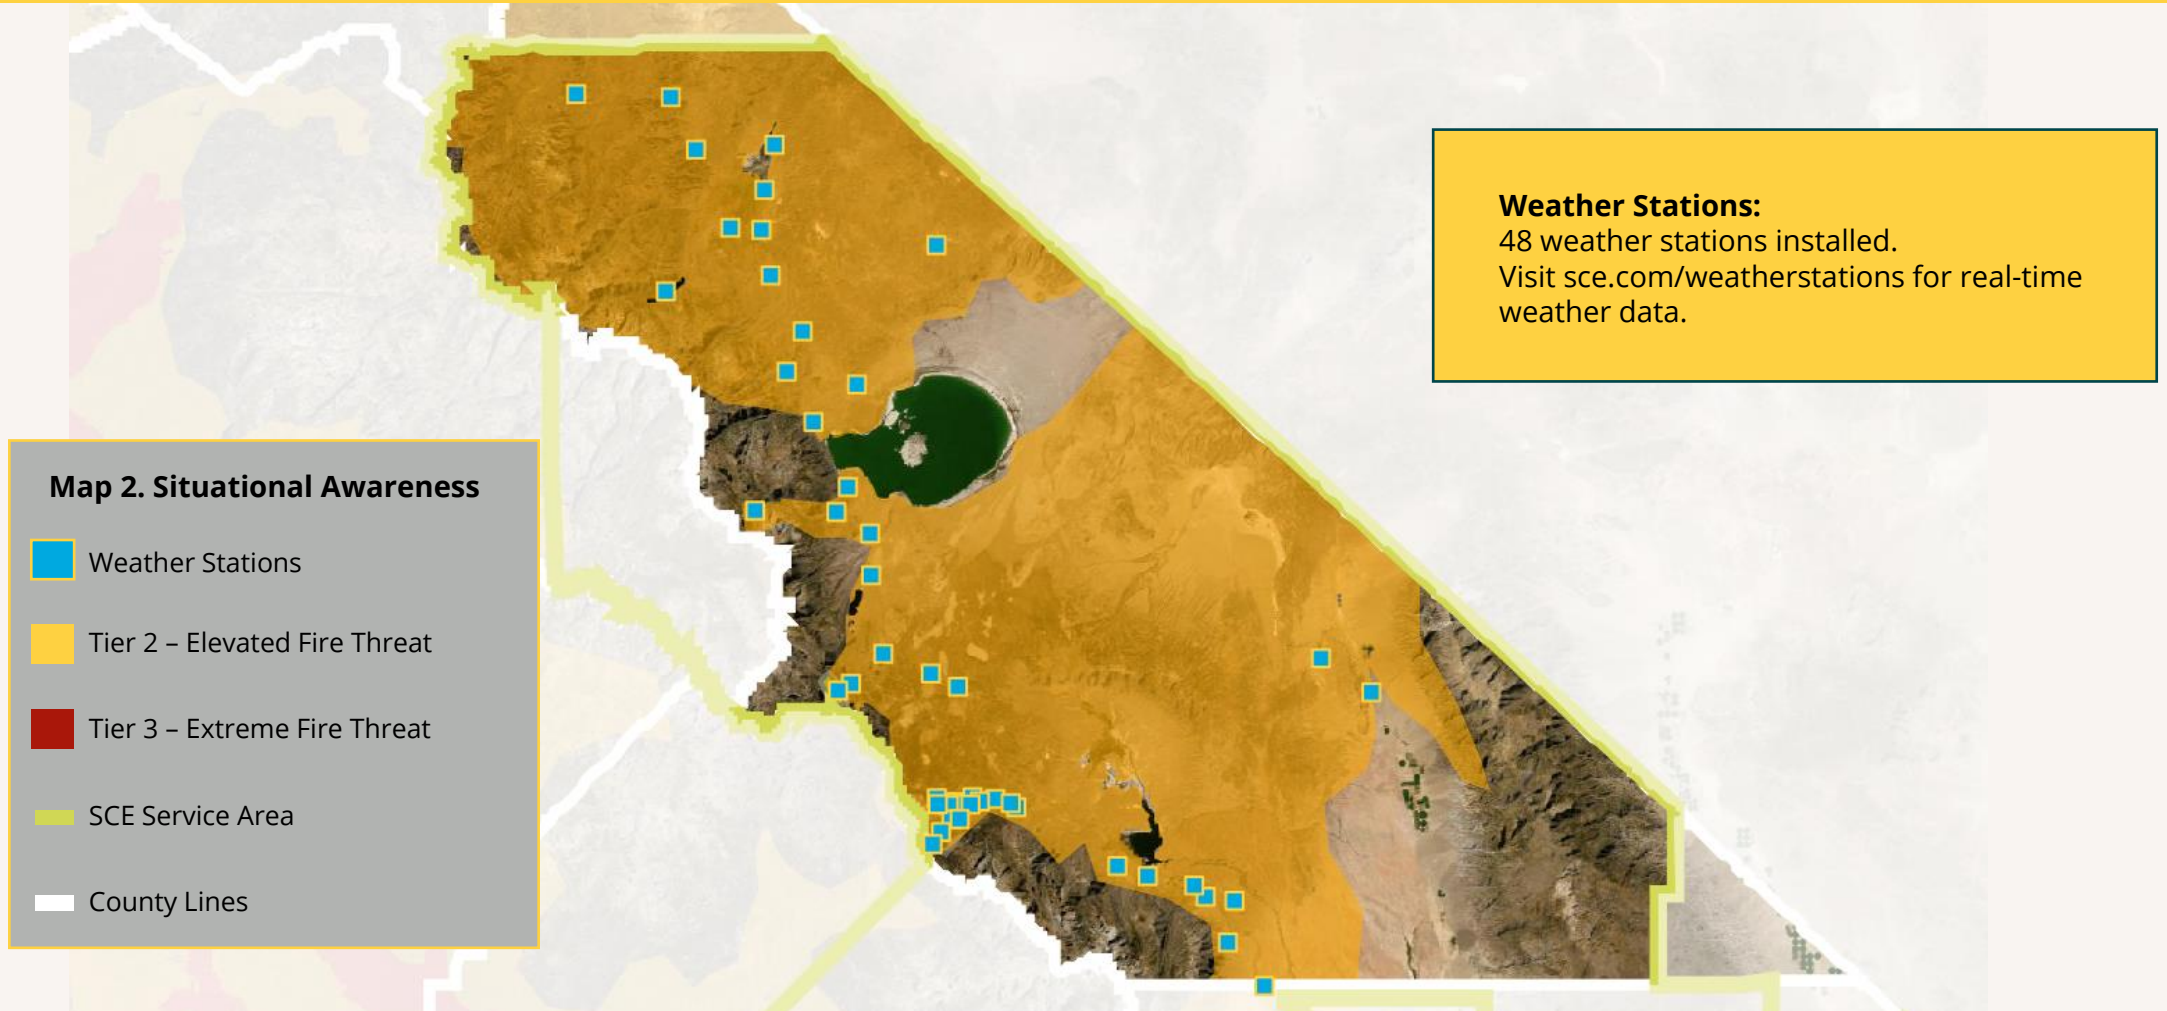 Weather Stations:
48 weather stations installed.
Visit sce.com/weatherstations for real-time
weather data.
Map 2. Situational Awareness
Weather Stations
Tier 2 – Elevated Fire Threat
Tier 3 – Extreme Fire Threat
SCE Service Area
County Lines